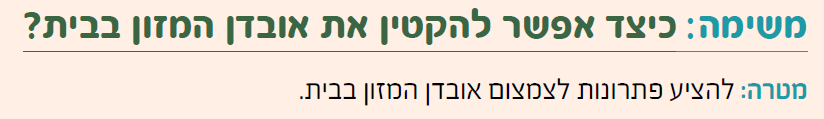 משימה: כיצד אפשר להקטין את אובדן המזון בבית?
מטרה: להציע פתרונות לצמצום אובדן המזון בבית.